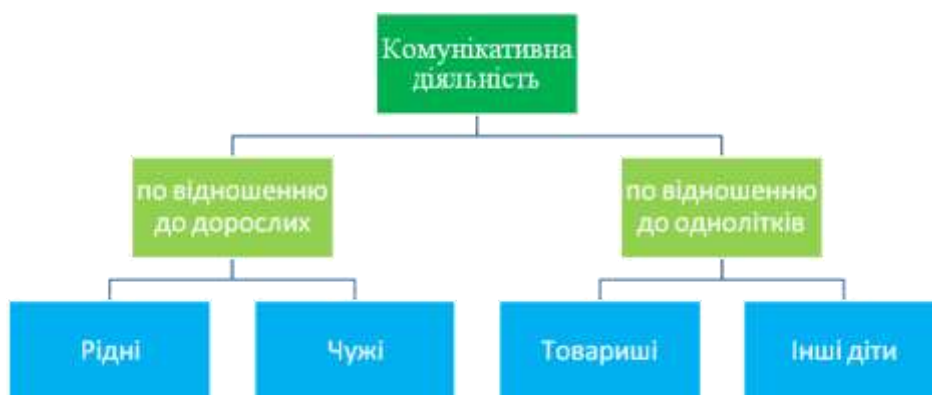 Комунікативна
діяльність
по відношенню
до дорослих
по відношенню
до однолітків
Рідні
Чужі
Товариші
Інші діти